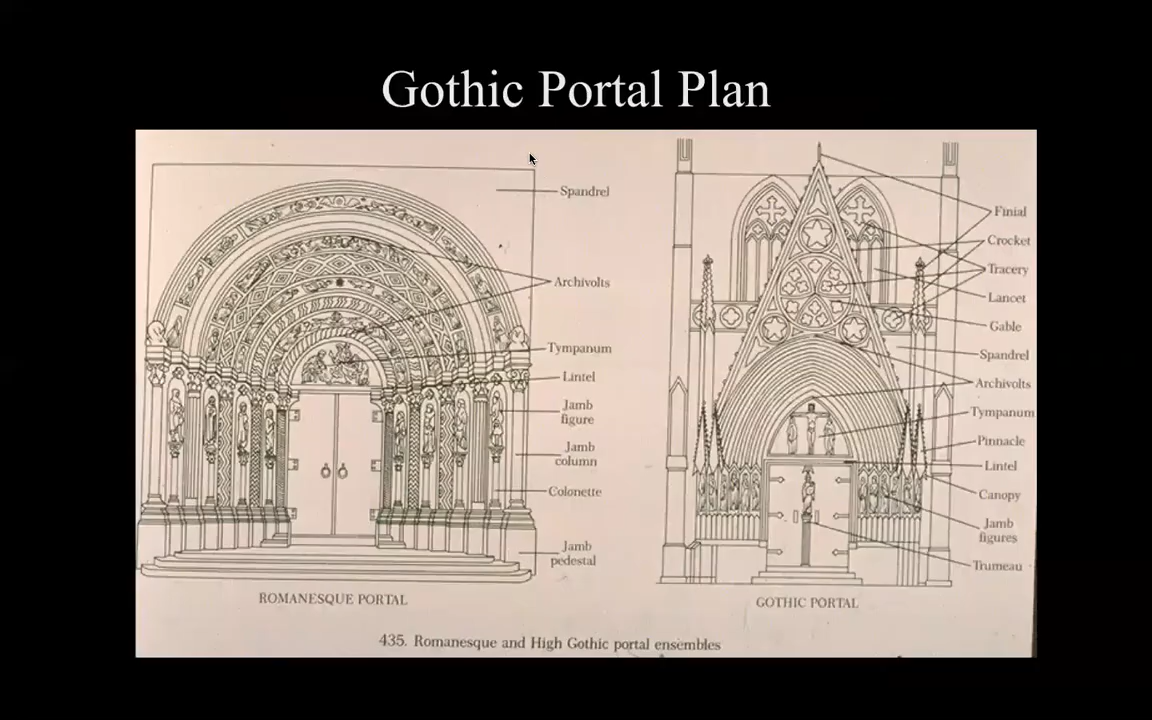 Gothic Portal Plan
Spandrel
Archivolts
Tympanum
Lintel
Jamb
figure
Jamb
column
Colonette
Jamb
pedestal
ROMANESQUE PORTAL
Finial
Crocket
Tracery
Lancet
Gable
Spandrel
Archivolts
Tympanum
Pinnacle
Lintel
Canopy
Jamb
figures
Trumeau
GOTHIC PORTAL
435. Romanesque and High Gothic portal ensembles